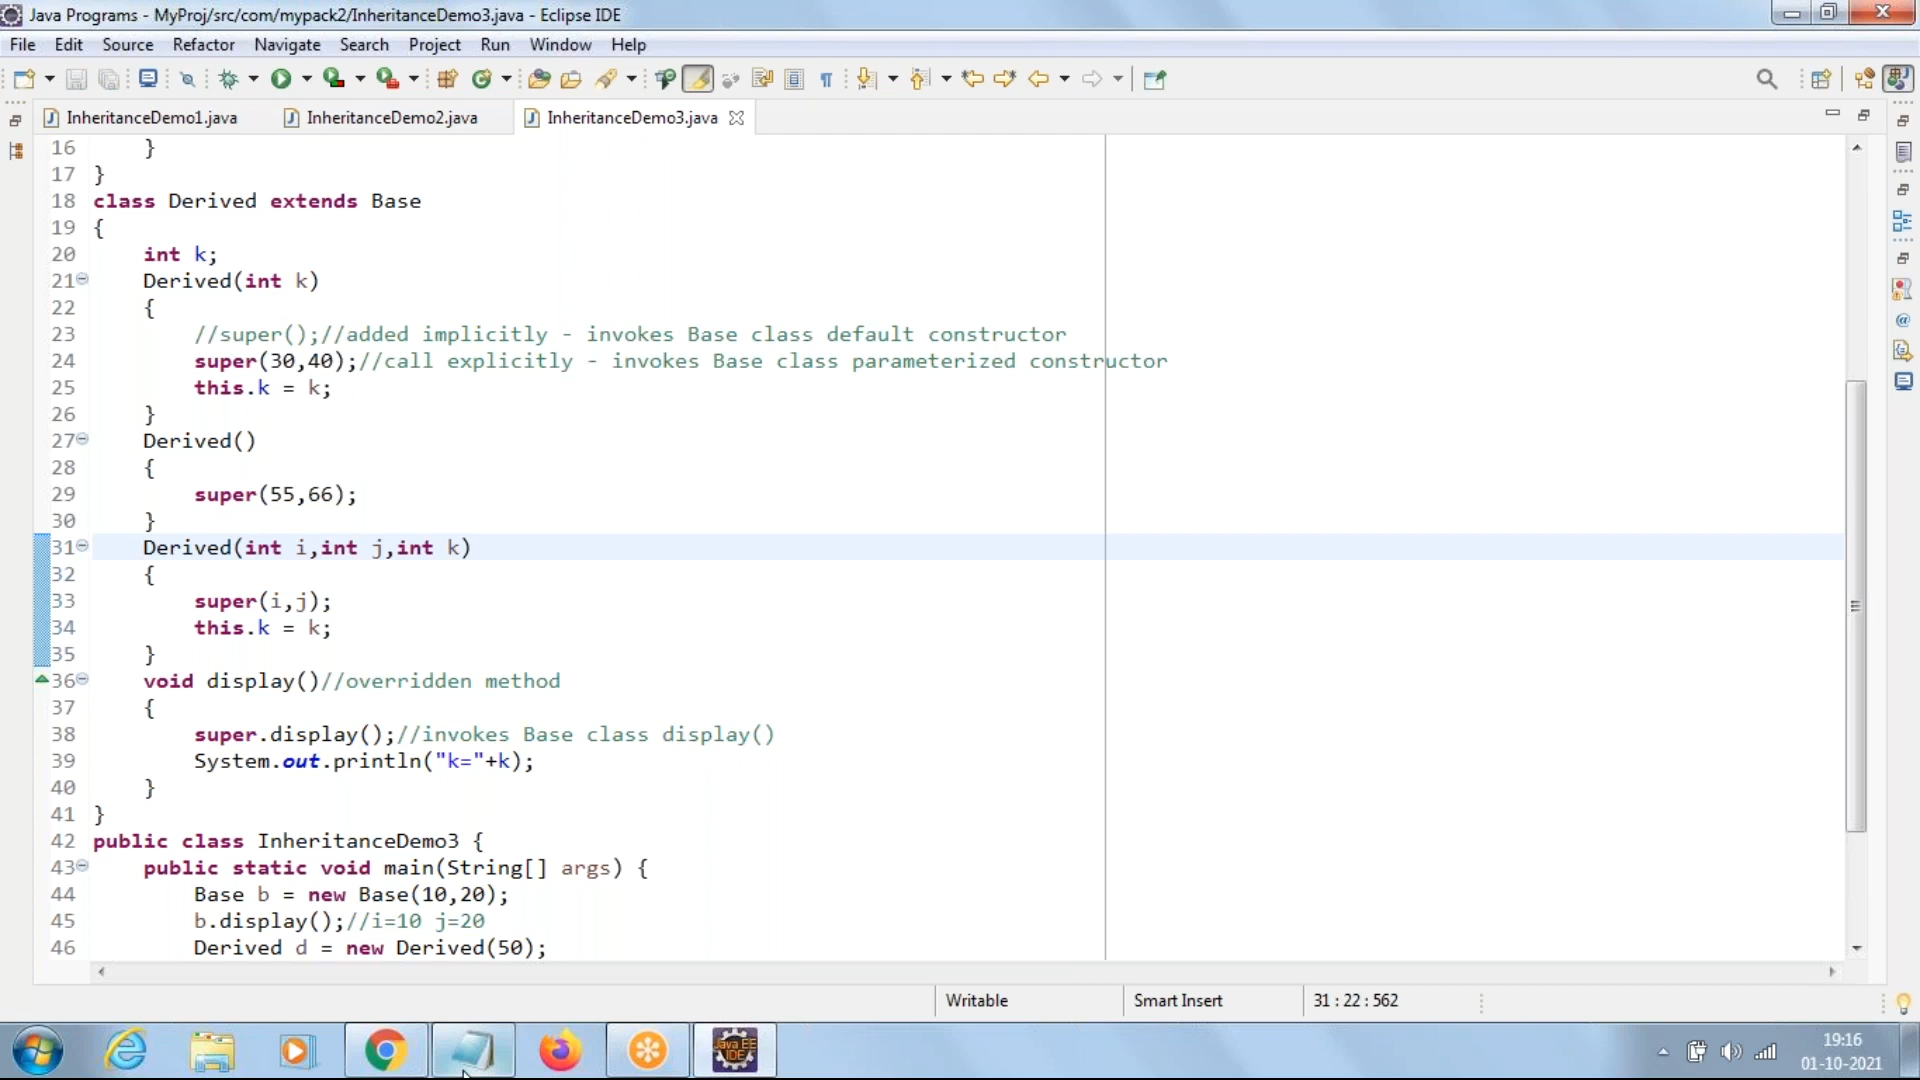 Java Programs - MyProj/src/com/mypack2/InheritanceDemo3.java - Eclipse IDE
File Edit Source Refactor Navigate Search Project Run Window Help
InheritanceDemo1.java InheritanceDemo2.java InheritanceDemo3.java
16     }
17 }
18 class Derived extends Base
19 {
20     int k;
21     Derived(int k)
22     {
23         //super();//added implicitly - invokes Base class default constructor
24         super(30,40);//call explicitly - invokes Base class parameterized constructor
25         this.k = k;
26     }
27     Derived()
28     {
29         super(55,66);
30     }
31     Derived(int i,int j,int k)
32     {
33         super(i,j);
34         this.k = k;
35     }
36     void display()//overridden method
37     {
38         super.display();//invokes Base class display()
39         System.out.println("k="+k);
40     }
41 }
42 public class InheritanceDemo3 {
43     public static void main(String[] args) {
44         Base b = new Base(10,20);
45         b.display();//i=10 j=20
46         Derived d = new Derived(50);
Writable Smart Insert 31 : 22 : 562
Java EE
IDE
19:16
01-10-2021